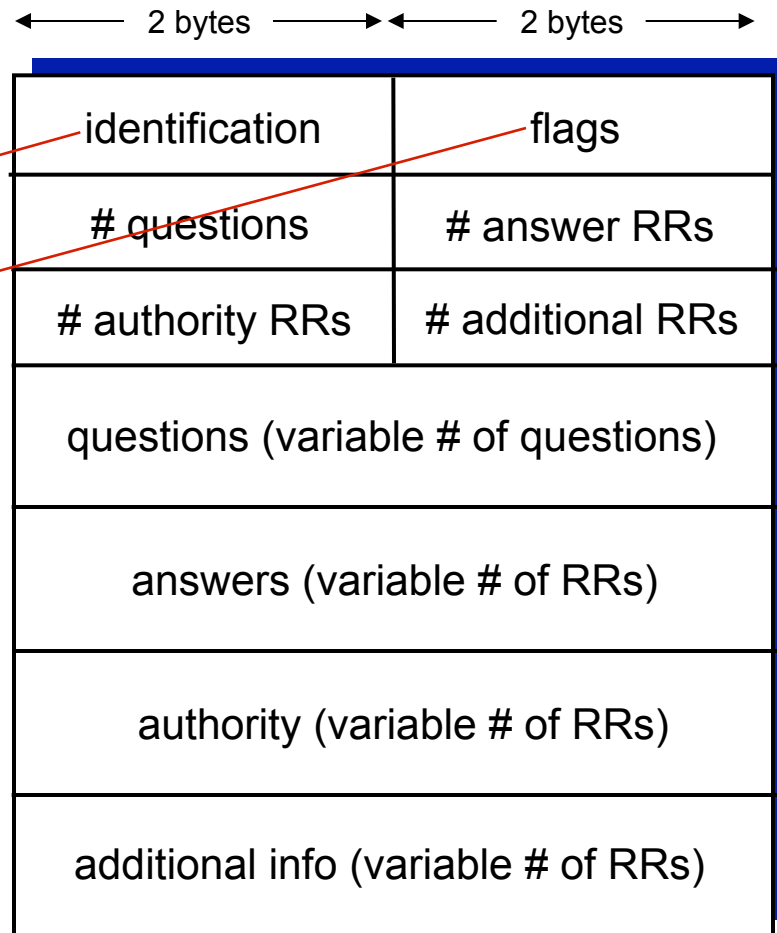 2 bytes 2 bytes
identification flags
# questions # answer RRs
# authority RRs # additional RRs
questions (variable # of questions)
answers (variable # of RRs)
authority (variable # of RRs)
additional info (variable # of RRs)